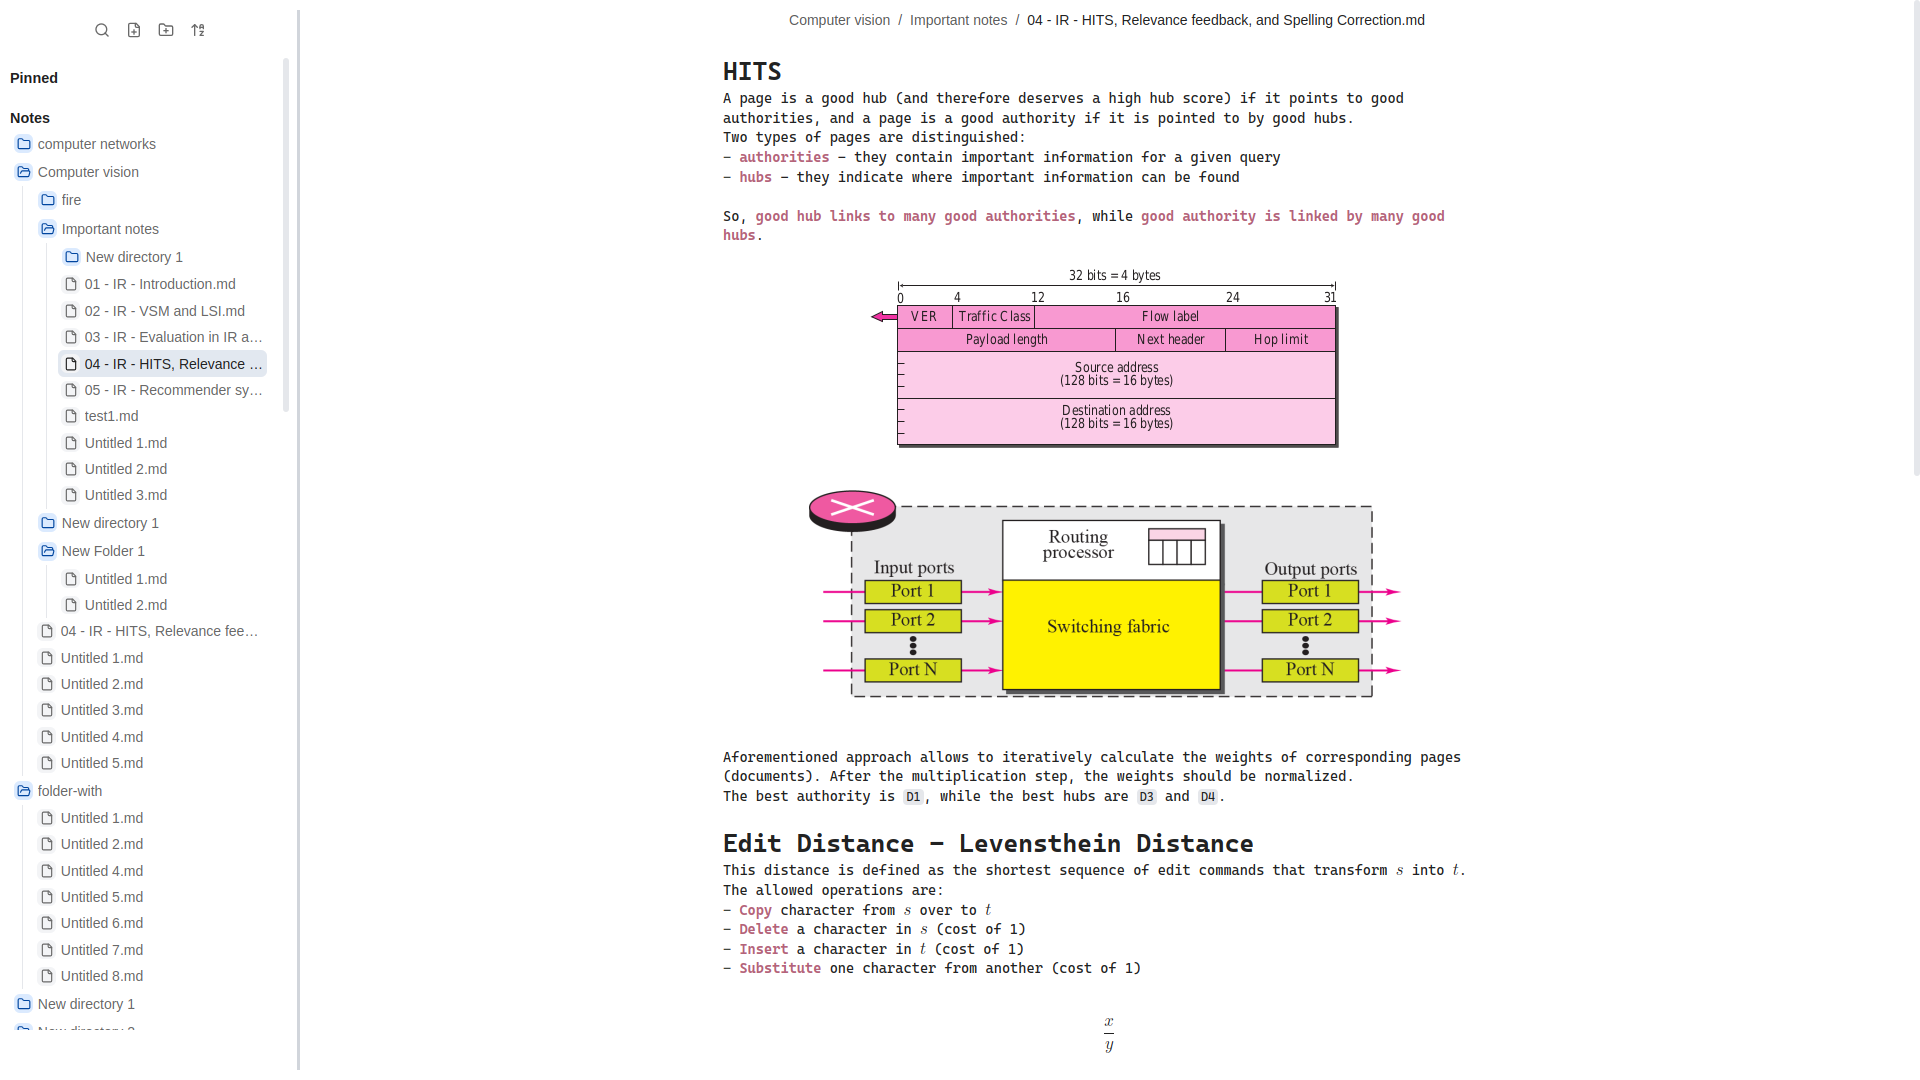 Pinned
Notes
computer networks
Computer vision
fire
Important notes
New directory 1
01 - IR - Introduction.md
02 - VSM and LSI.md
03 - IR - Evaluation in IR a...
04 - IR - HITS, Relevance ...
05 - IR - Recommender sy...
test1.md
Untitled 1.md
Untitled 2.md
Untitled 3.md
New directory 1
New Folder 1
Untitled 1.md
Untitled 2.md
04 - IR - HITS, Relevance fee...
Untitled 1.md
Untitled 2.md
Untitled 3.md
Untitled 4.md
Untitled 5.md
folder-with
Untitled 1.md
Untitled 2.md
Untitled 4.md
Untitled 5.md
Untitled 6.md
Untitled 7.md
Untitled 8.md
New directory 1
Computer vision / Important notes / 04 - IR - HITS, Relevance feedback, and Spelling Correction.md
HITS
A page is a good hub (and therefore deserves a high hub score) if it points to good
authorities, and a page is a good authority if it is pointed to by good hubs.
Two types of pages are distinguished:
– authorities – they contain important information for a given query
– hubs – they indicate where important information can be found
So, good hub links to many good authorities, while good authority is linked by many good
hubs.
32 bits = 4 bytes
0 4 12 16 24 31
VER Traffic Class Flow label
Payload length Next header Hop limit
Source address
(128 bits = 16 bytes)
Destination address
(128 bits = 16 bytes)
Routing
processor
Input ports Output ports
Port 1 Port 1
Port 2 Switching fabric Port 2
Port N Port N
Aforementioned approach allows to iteratively calculate the weights of corresponding pages
(documents). After the multiplication step, the weights should be normalized.
The best authority is D1, while the best hubs are D3 and D4.
Edit Distance – Levensthein Distance
This distance is defined as the shortest sequence of edit commands that transform s into t.
The allowed operations are:
– Copy character from s over to t
– Delete a character in s (cost of 1)
– Insert a character in t (cost of 1)
– Substitute one character from another (cost of 1)
x
y